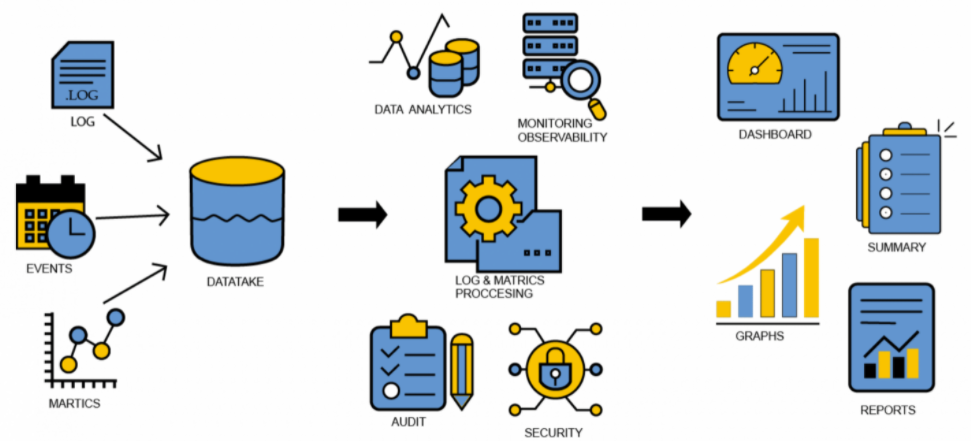 .LOG
LOG
EVENTS
MARTICS
DATATAKE
DATA ANALYTICS
MONITORING
OBSERVABILITY
LOG & MATRICS
PROCCESING
AUDIT
SECURITY
DASHBOARD
SUMMARY
GRAPHS
REPORTS